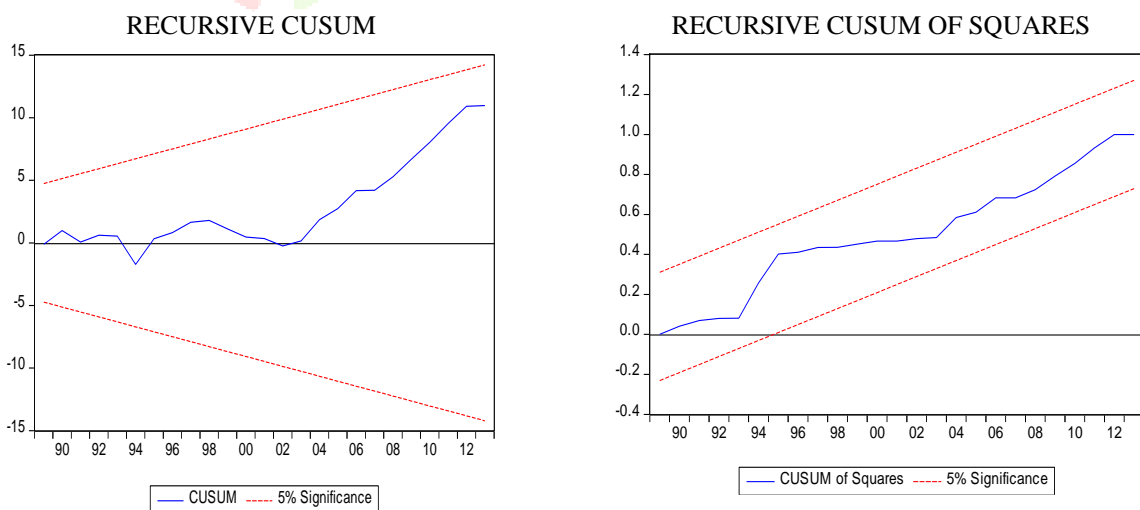 RECURSIVE CUSUM
15
10
5
0
-5
-10
-15
90 92 94 96 98 00 02 04 06 08 10 12
CUSUM 5% Significance
RECURSIVE CUSUM OF SQUARES
1.4
1.2
1.0
0.8
0.6
0.4
0.2
0.0
-0.2
-0.4
90 92 94 96 98 00 02 04 06 08 10 12
CUSUM of Squares 5% Significance